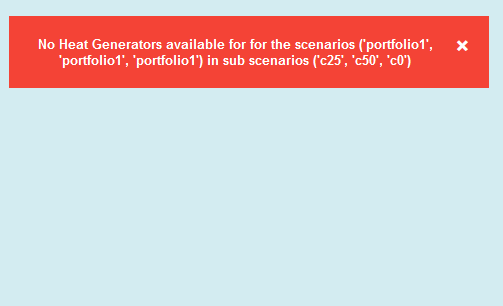 No Heat Generators available for for the scenarios ('portfolio1',
'portfolio1', 'portfolio1') in sub scenarios ('c25', 'c50', 'c0')